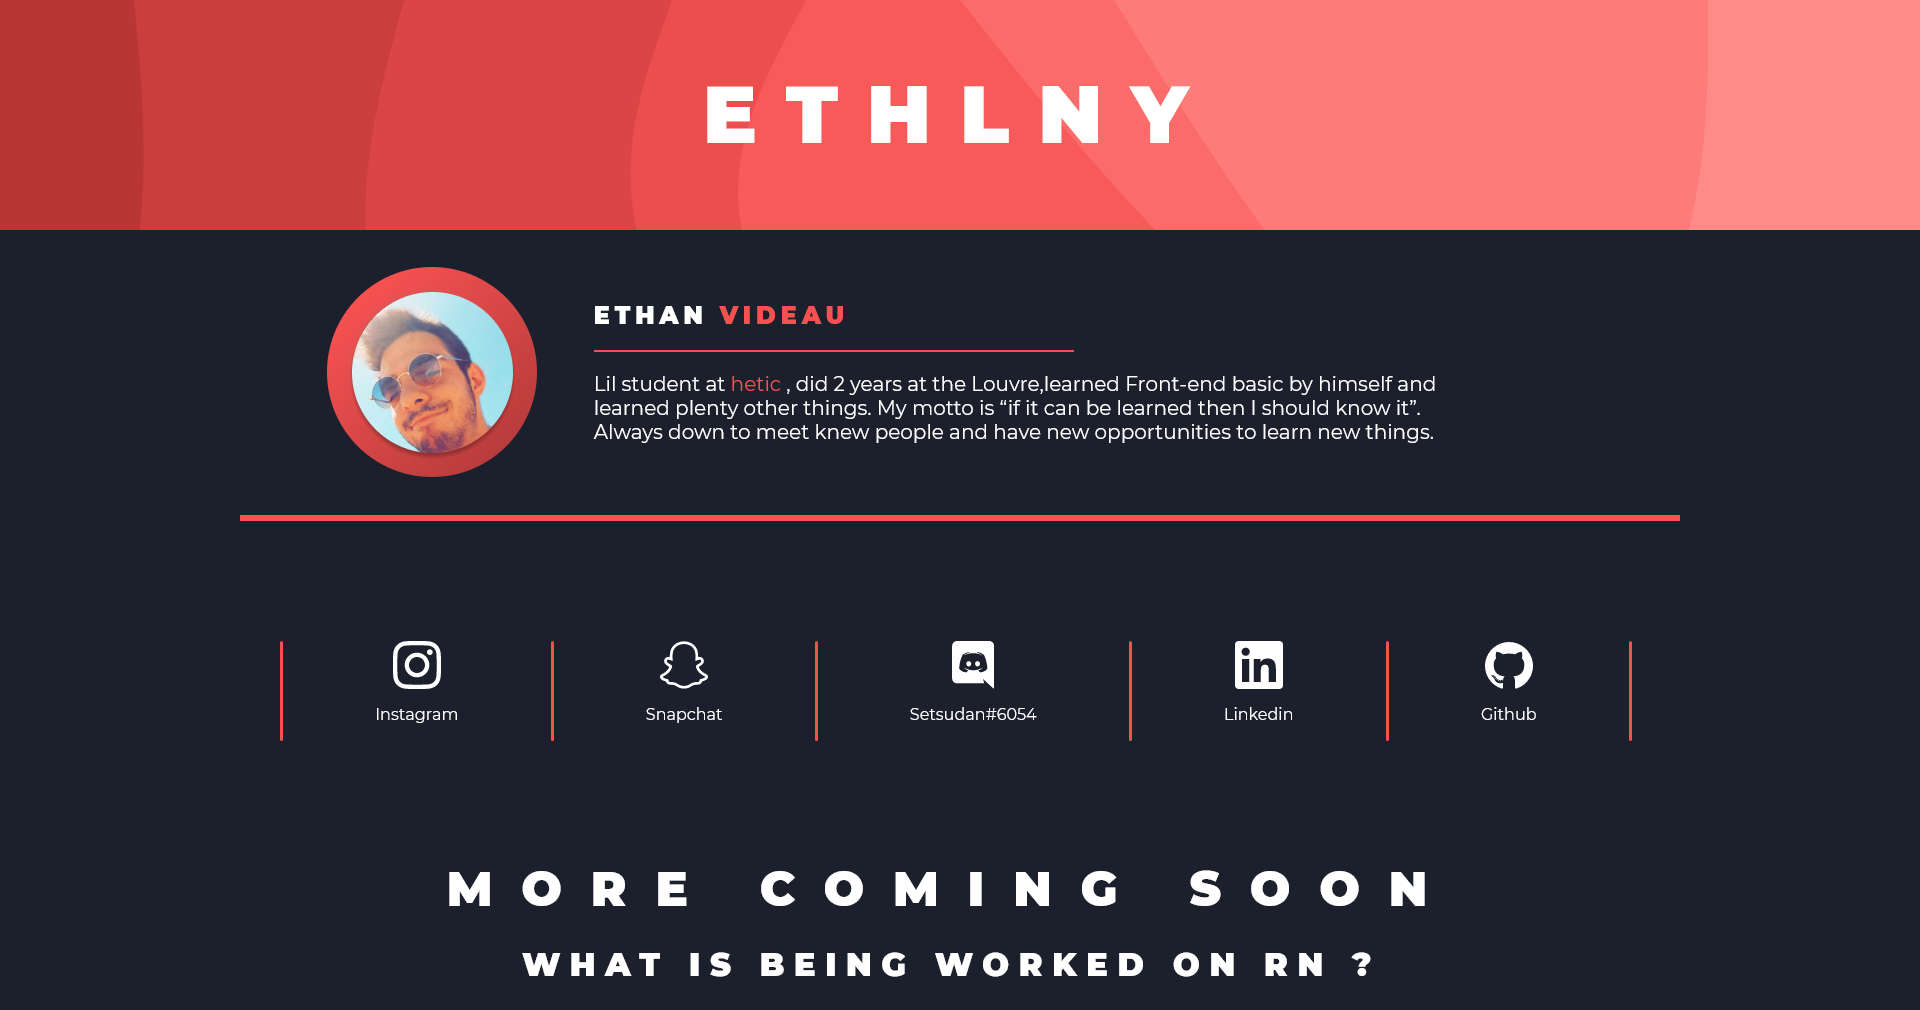 ETHLNY
ETHAN VIDEAU
Lil student at hetic , did 2 years at the Louvre,learned Front-end basic by himself and
learned plenty other things. My motto is “if it can be learned then I should know it”.
Always down to meet knew people and have new opportunities to learn new things.
Instagram
Snapchat
Setsudan#6054
Linkedin
Github
MORE COMING SOON
WHAT IS BEING WORKED ON RN ?